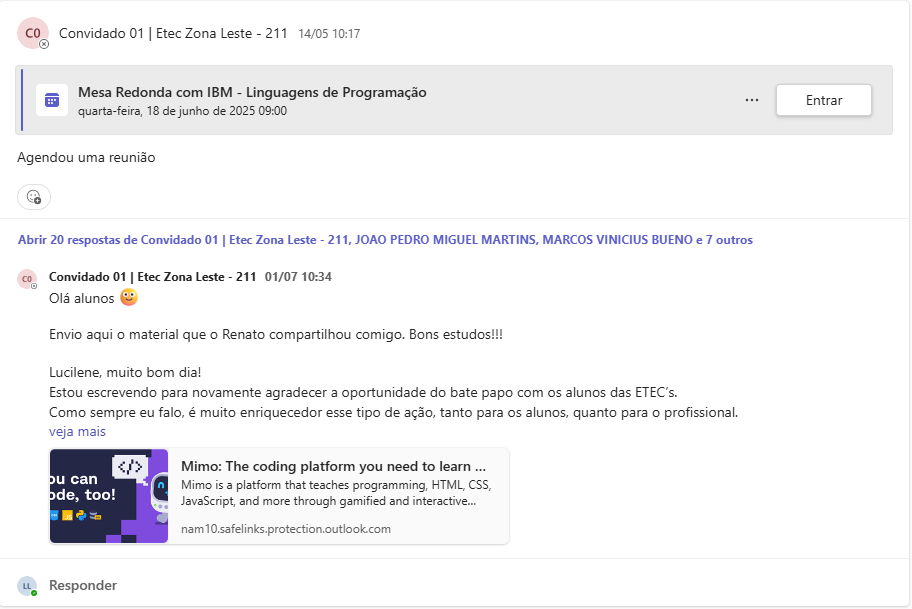 C0
Convidado 01 | Etec Zona Leste - 211 14/05 10:17
Mesa Redonda com IBM - Linguagens de Programação
quarta-feira, 18 de junho de 2025 09:00
Entrar
Agendou uma reunião
Abrir 20 respostas de Convidado 01 | Etec Zona Leste - 211, JOAO PEDRO MIGUEL MARTINS, MARCOS VINICIUS BUENO e 7 outros
C0
Convidado 01 | Etec Zona Leste - 211 01/07 10:34
Olá alunos
Envio aqui o material que o Renato compartilhou comigo. Bons estudos!!!
Lucilene, muito bom dia!
Estou escrevendo para novamente agradecer a oportunidade do bate papo com os alunos das ETEC´s.
Como sempre eu falo, é muito enriquecedor esse tipo de ação, tanto para os alunos, quanto para o profissional.
veja mais
ou can
ode, too!
</>
Mimo: The coding platform you need to learn ...
Mimo is a platform that teaches programming, HTML, CSS,
JavaScript, and more through gamified and interactive...
nam10.safelinks.protection.outlook.com
LL
Responder